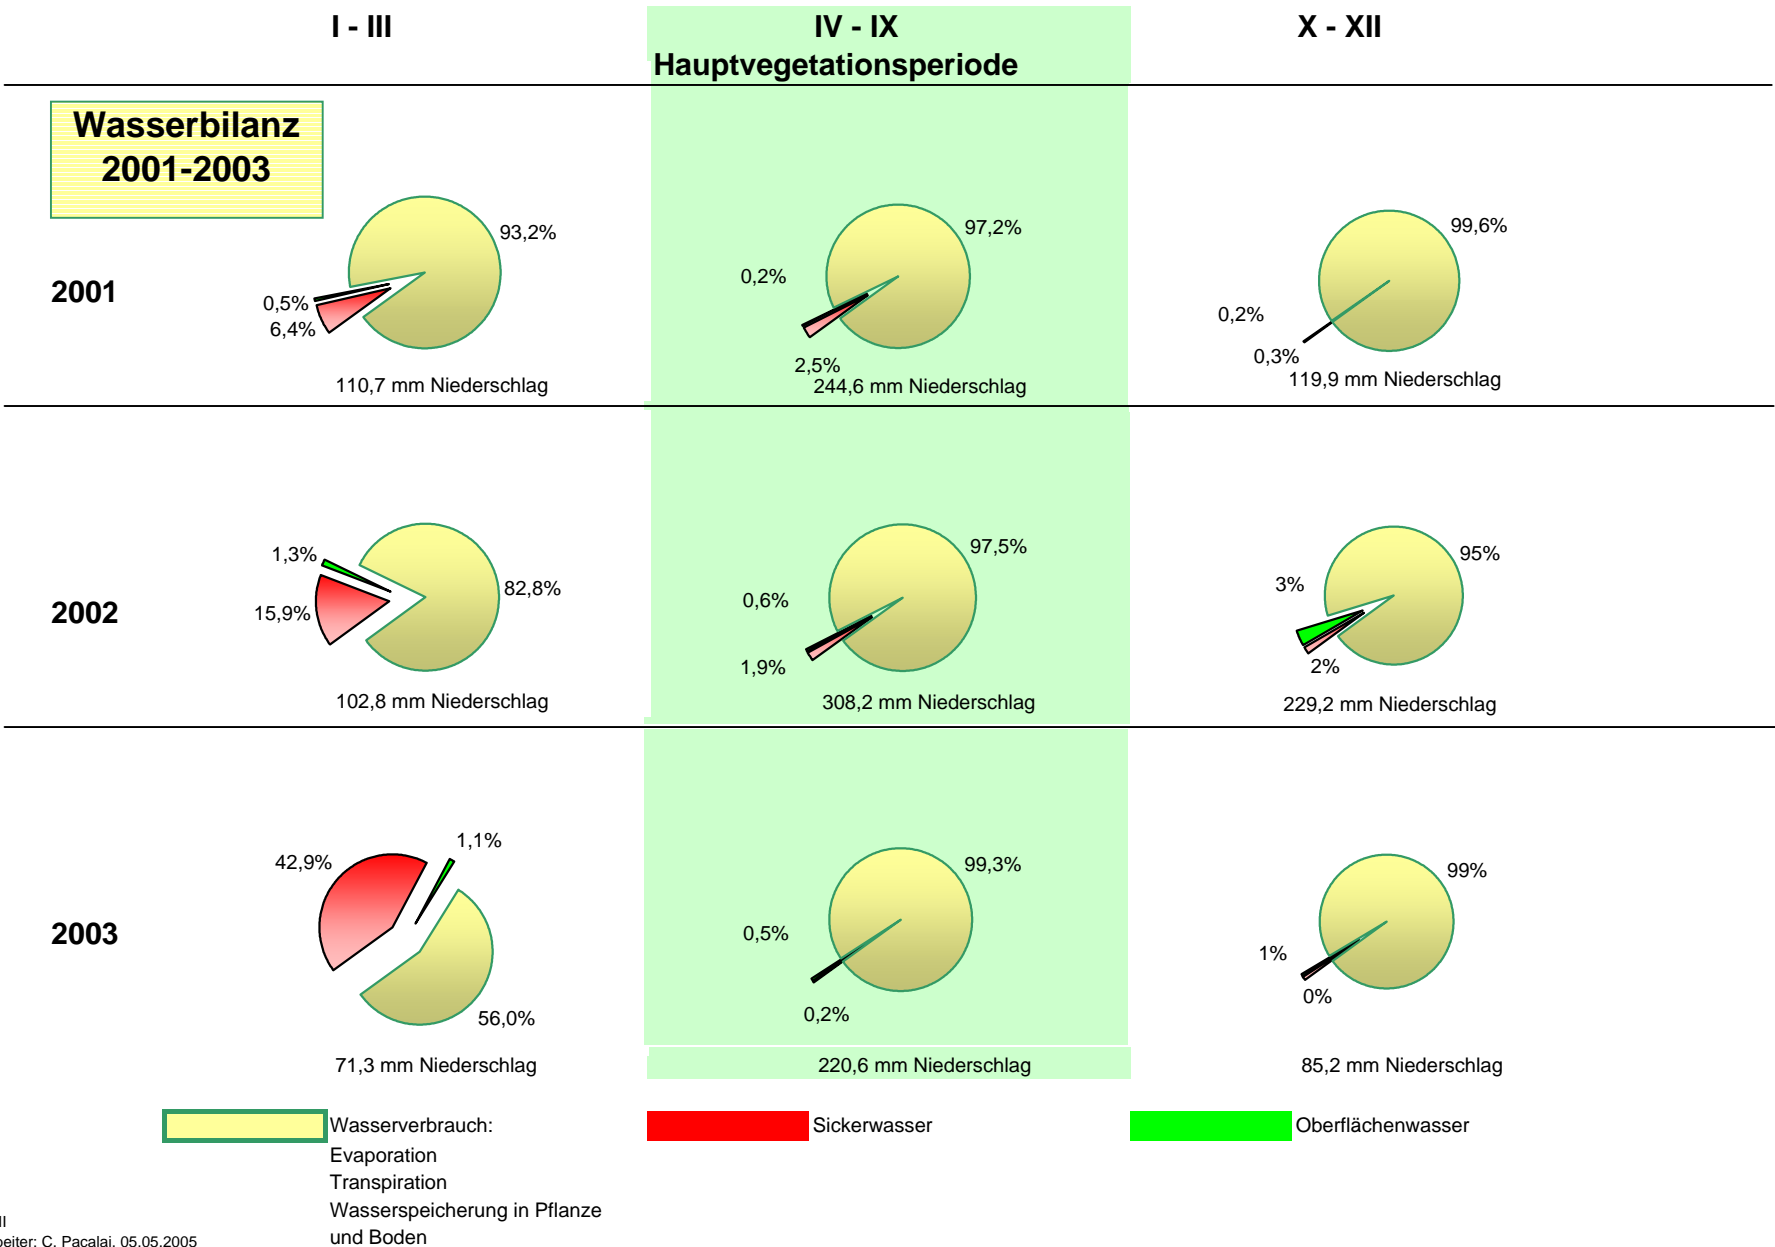 I - III
IV - IX
X - XII
Hauptvegetationsperiode
Wasserbilanz
2001-2003
2001
93,2%
0,5%
6,4%
110,7 mm Niederschlag
97,2%
0,2%
2,5%
244,6 mm Niederschlag
99,6%
0,2%
0,3%
119,9 mm Niederschlag
2002
1,3%
82,8%
15,9%
102,8 mm Niederschlag
97,5%
0,6%
1,9%
308,2 mm Niederschlag
95%
3%
2%
229,2 mm Niederschlag
2003
1,1%
42,9%
56,0%
71,3 mm Niederschlag
99,3%
0,5%
0,2%
220,6 mm Niederschlag
99%
1%
0%
85,2 mm Niederschlag
Wasserverbrauch:
Evaporation
Transpiration
Wasserspeicherung in Pflanze
und Boden
Sickerwasser
Oberflächenwasser
eiter: C. Pacalaj, 05.05.2005